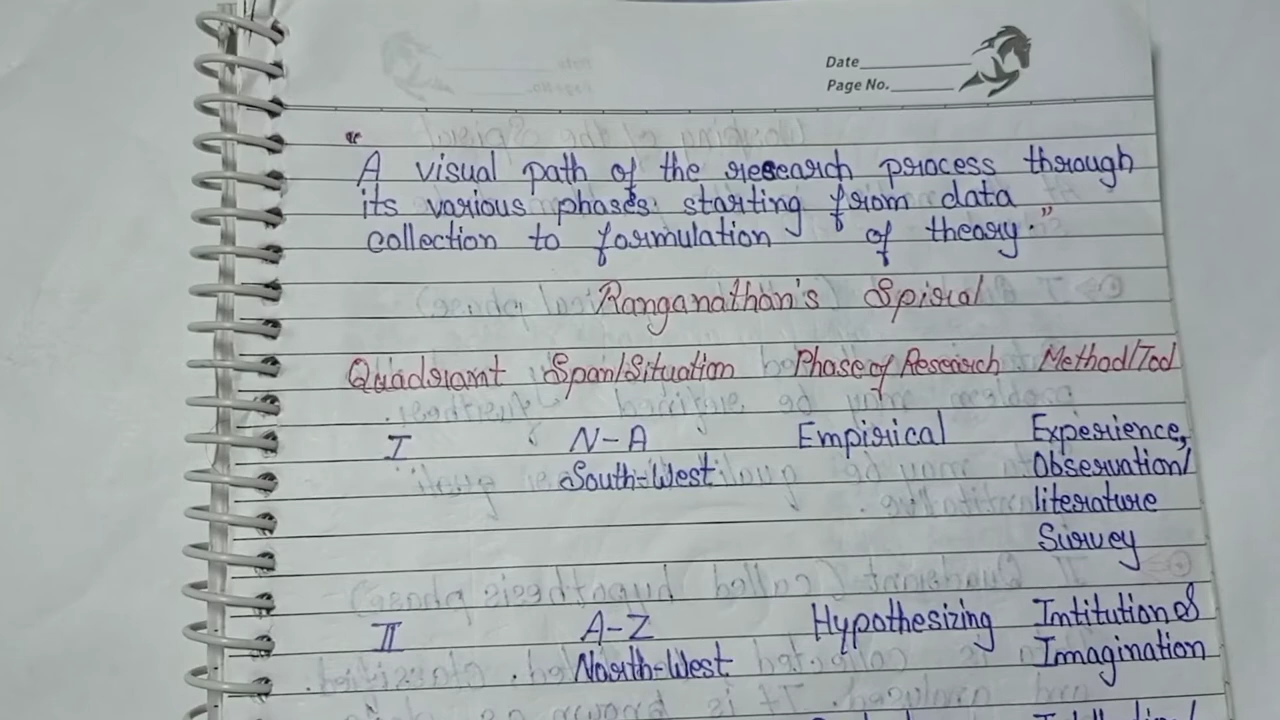 Date
Page No.
"A visual path of the research process through
its various phases starting from data
collection to formulation of theory."
Ranganathan's Spiral
Quadrant Span/Situation Phase of Research Method/Tool
I N-A Empirical Experience,
South-West Observation/
literature
Survey
II A-Z Hypothesizing Intitution &
North-West Imagination